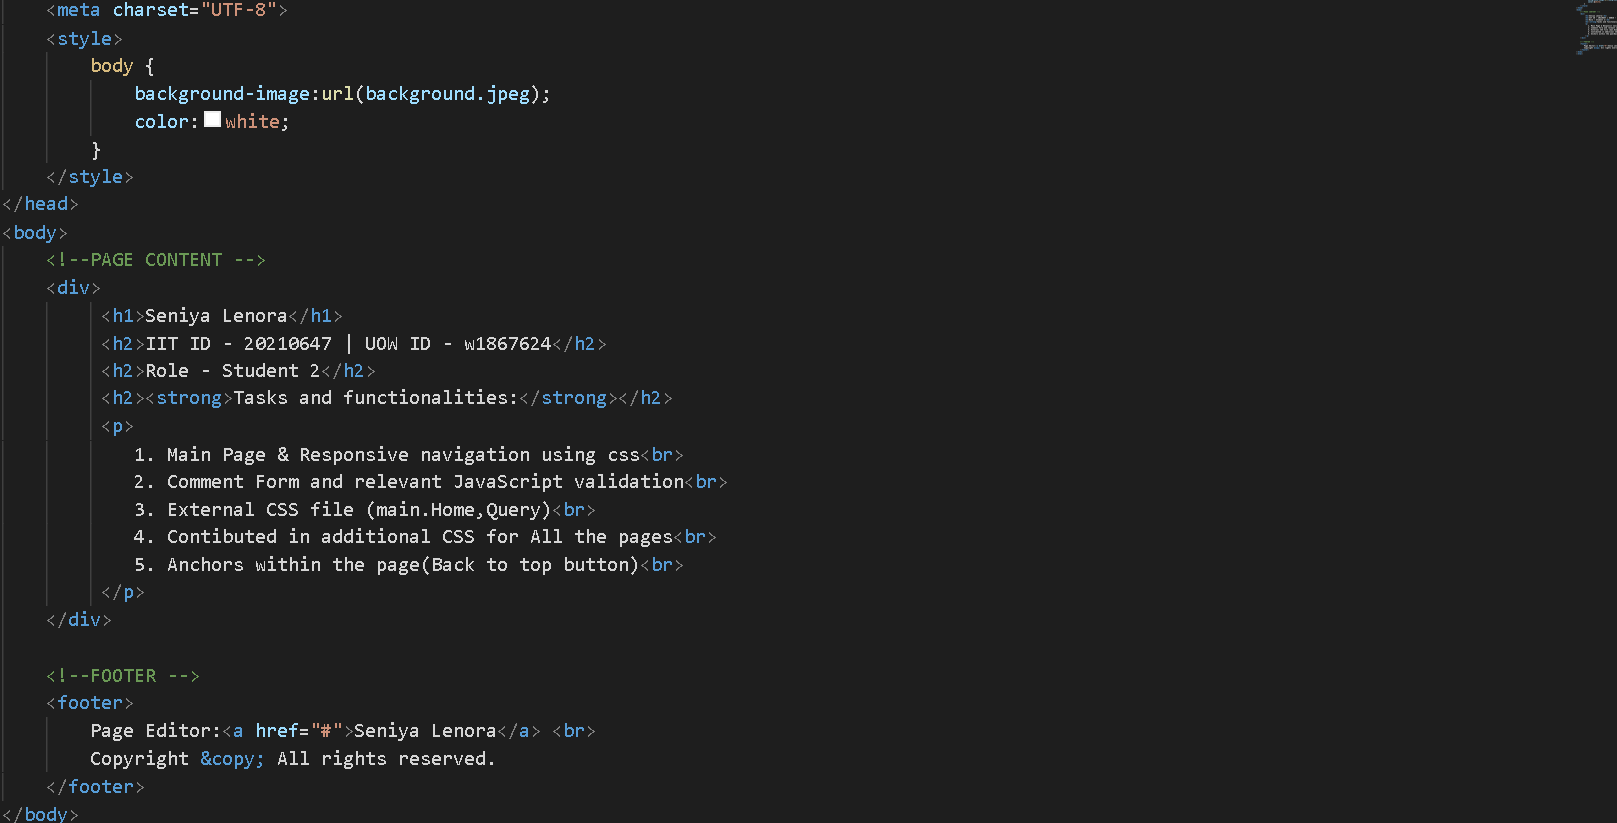 <meta charset="UTF-8">
<style>
body {
background-image:url(background.jpeg);
color:white;
}
</style>
</head>
<body>
<!--PAGE CONTENT -->
<div>
<h1>Seniya Lenora</h1>
<h2>IIT ID - 20210647 | UOW ID - w1867624</h2>
<h2>Role - Student 2</h2>
<h2><strong>Tasks and functionalities:</strong></h2>
<p>
1. Main Page & Responsive navigation using css<br>
2. Comment Form and relevant JavaScript validation<br>
3. External CSS file (main.Home,Query)<br>
4. Contibuted in additional CSS for All the pages<br>
5. Anchors within the page(Back to top button)<br>
</p>
</div>
<!--FOOTER -->
<footer>
Page Editor:<a href="#">Seniya Lenora</a> <br>
Copyright &copy; All rights reserved.
</footer>
</body>